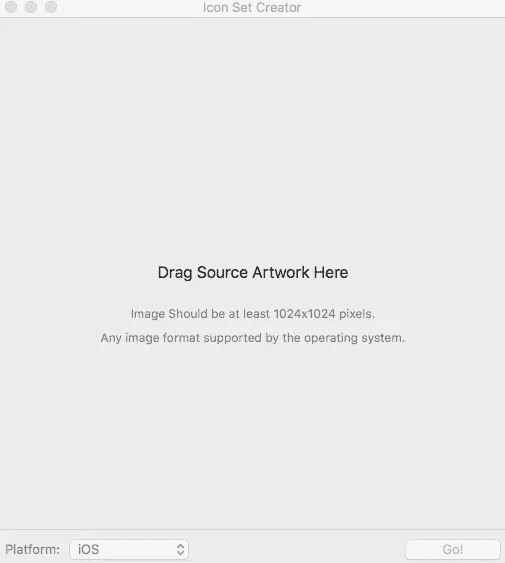 Icon Set Creator
Drag Source Artwork Here
Image Should be at least 1024x1024 pixels.
Any image format supported by the operating system.
Platform: iOS Go!